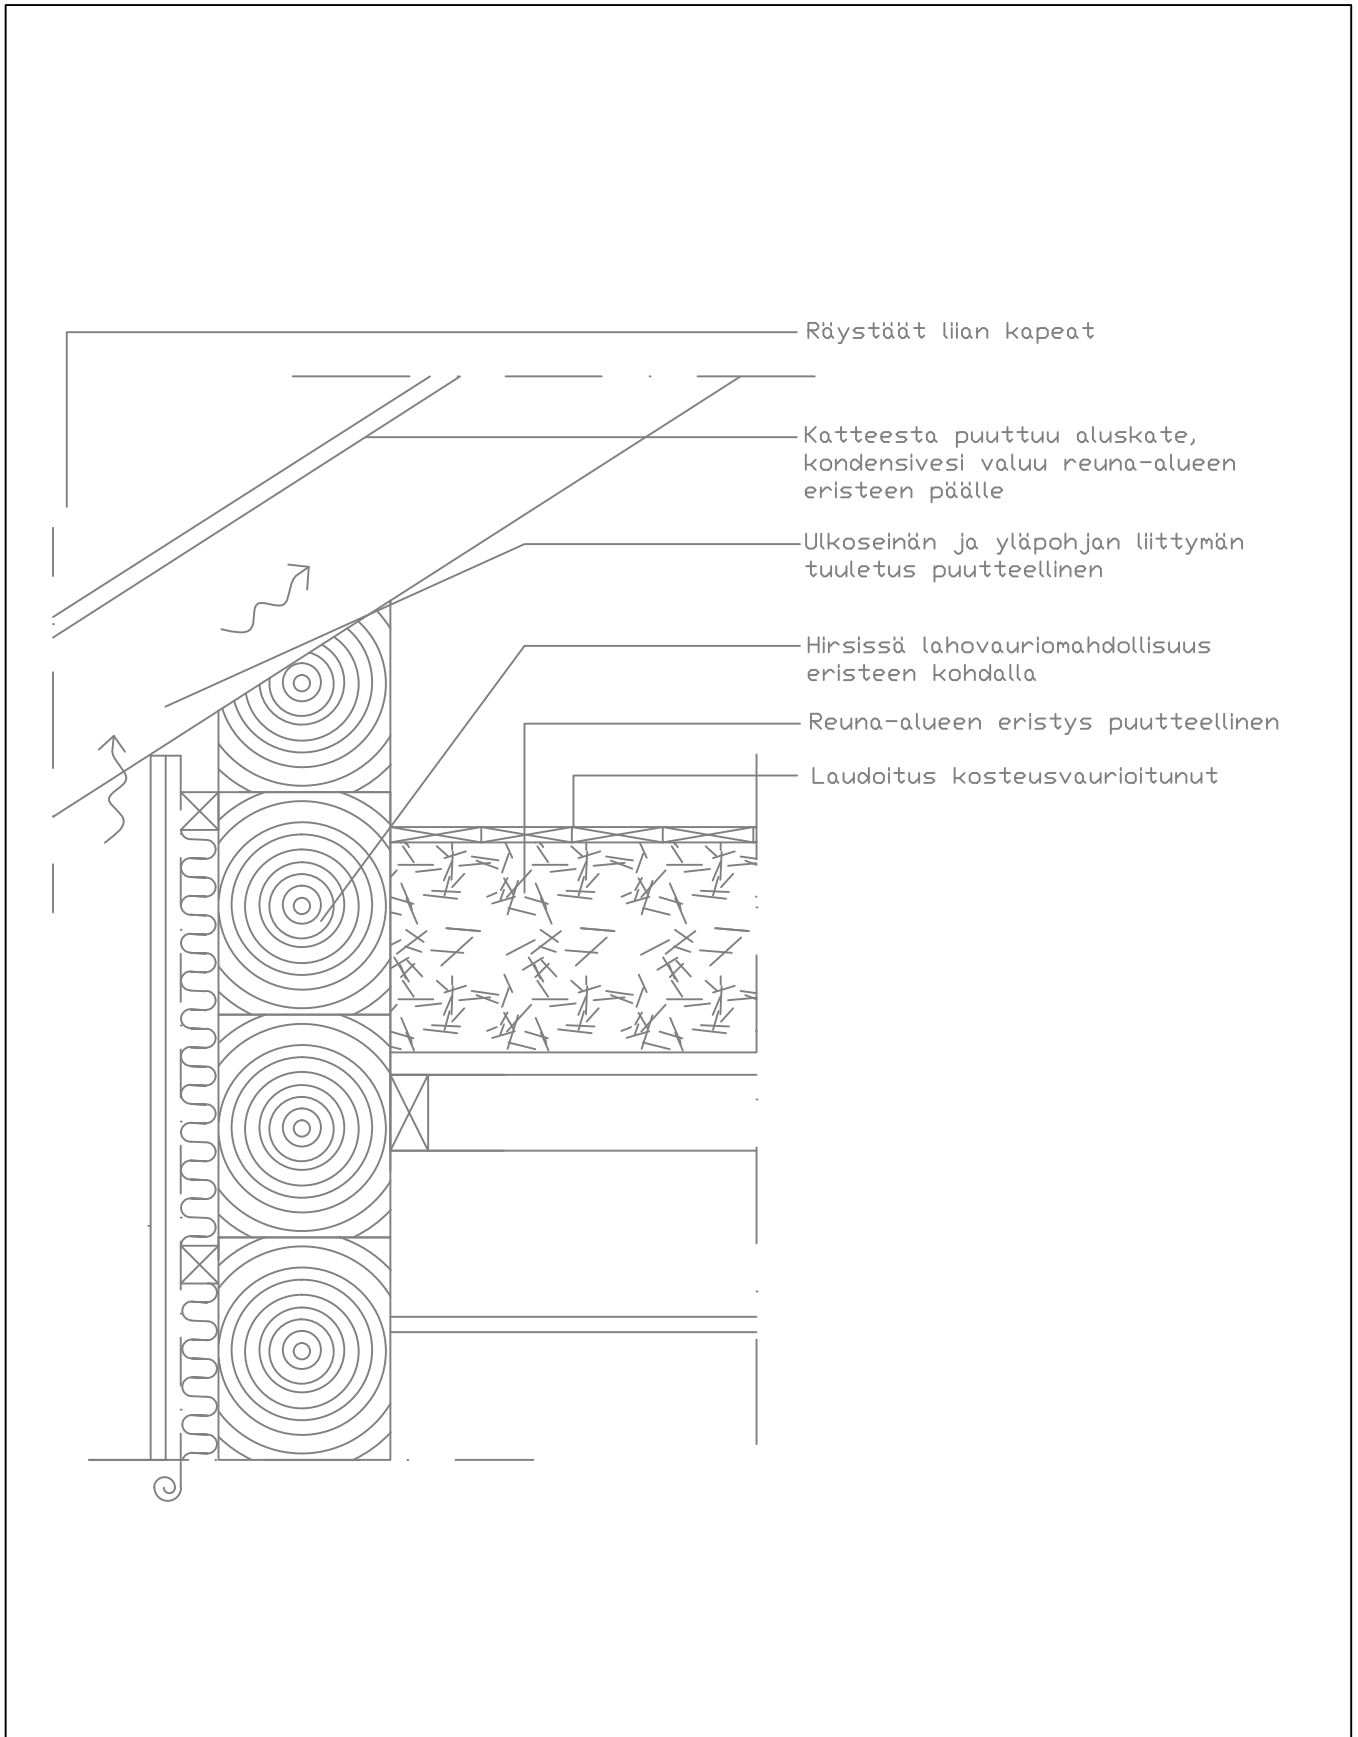 Räystäät liian kapeat
Katteesta puuttuu aluskate,
kondensivesi valuu reuna-alueen
eristeen päälle
Ulkoseinän ja yläpohjan liittymän
tuuletus puutteellinen
Hirsissä lahovauriomahdollisuus
eristeen kohdalla
Reuna-alueen eristys puutteellinen
Laudoitus kosteusvaurioitunut